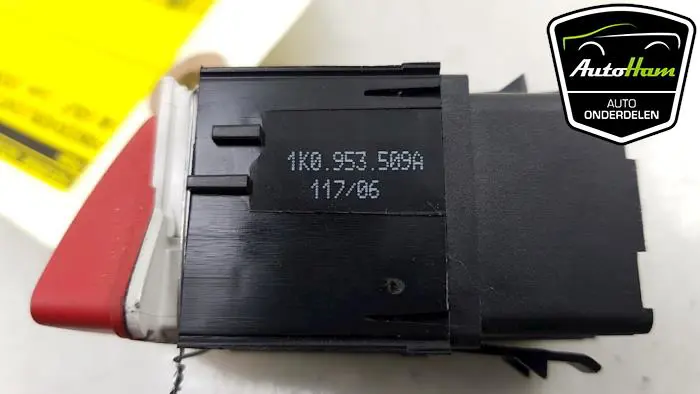 AutoHam
AUTO
ONDERDELEN
1K0.953.509A
117/06